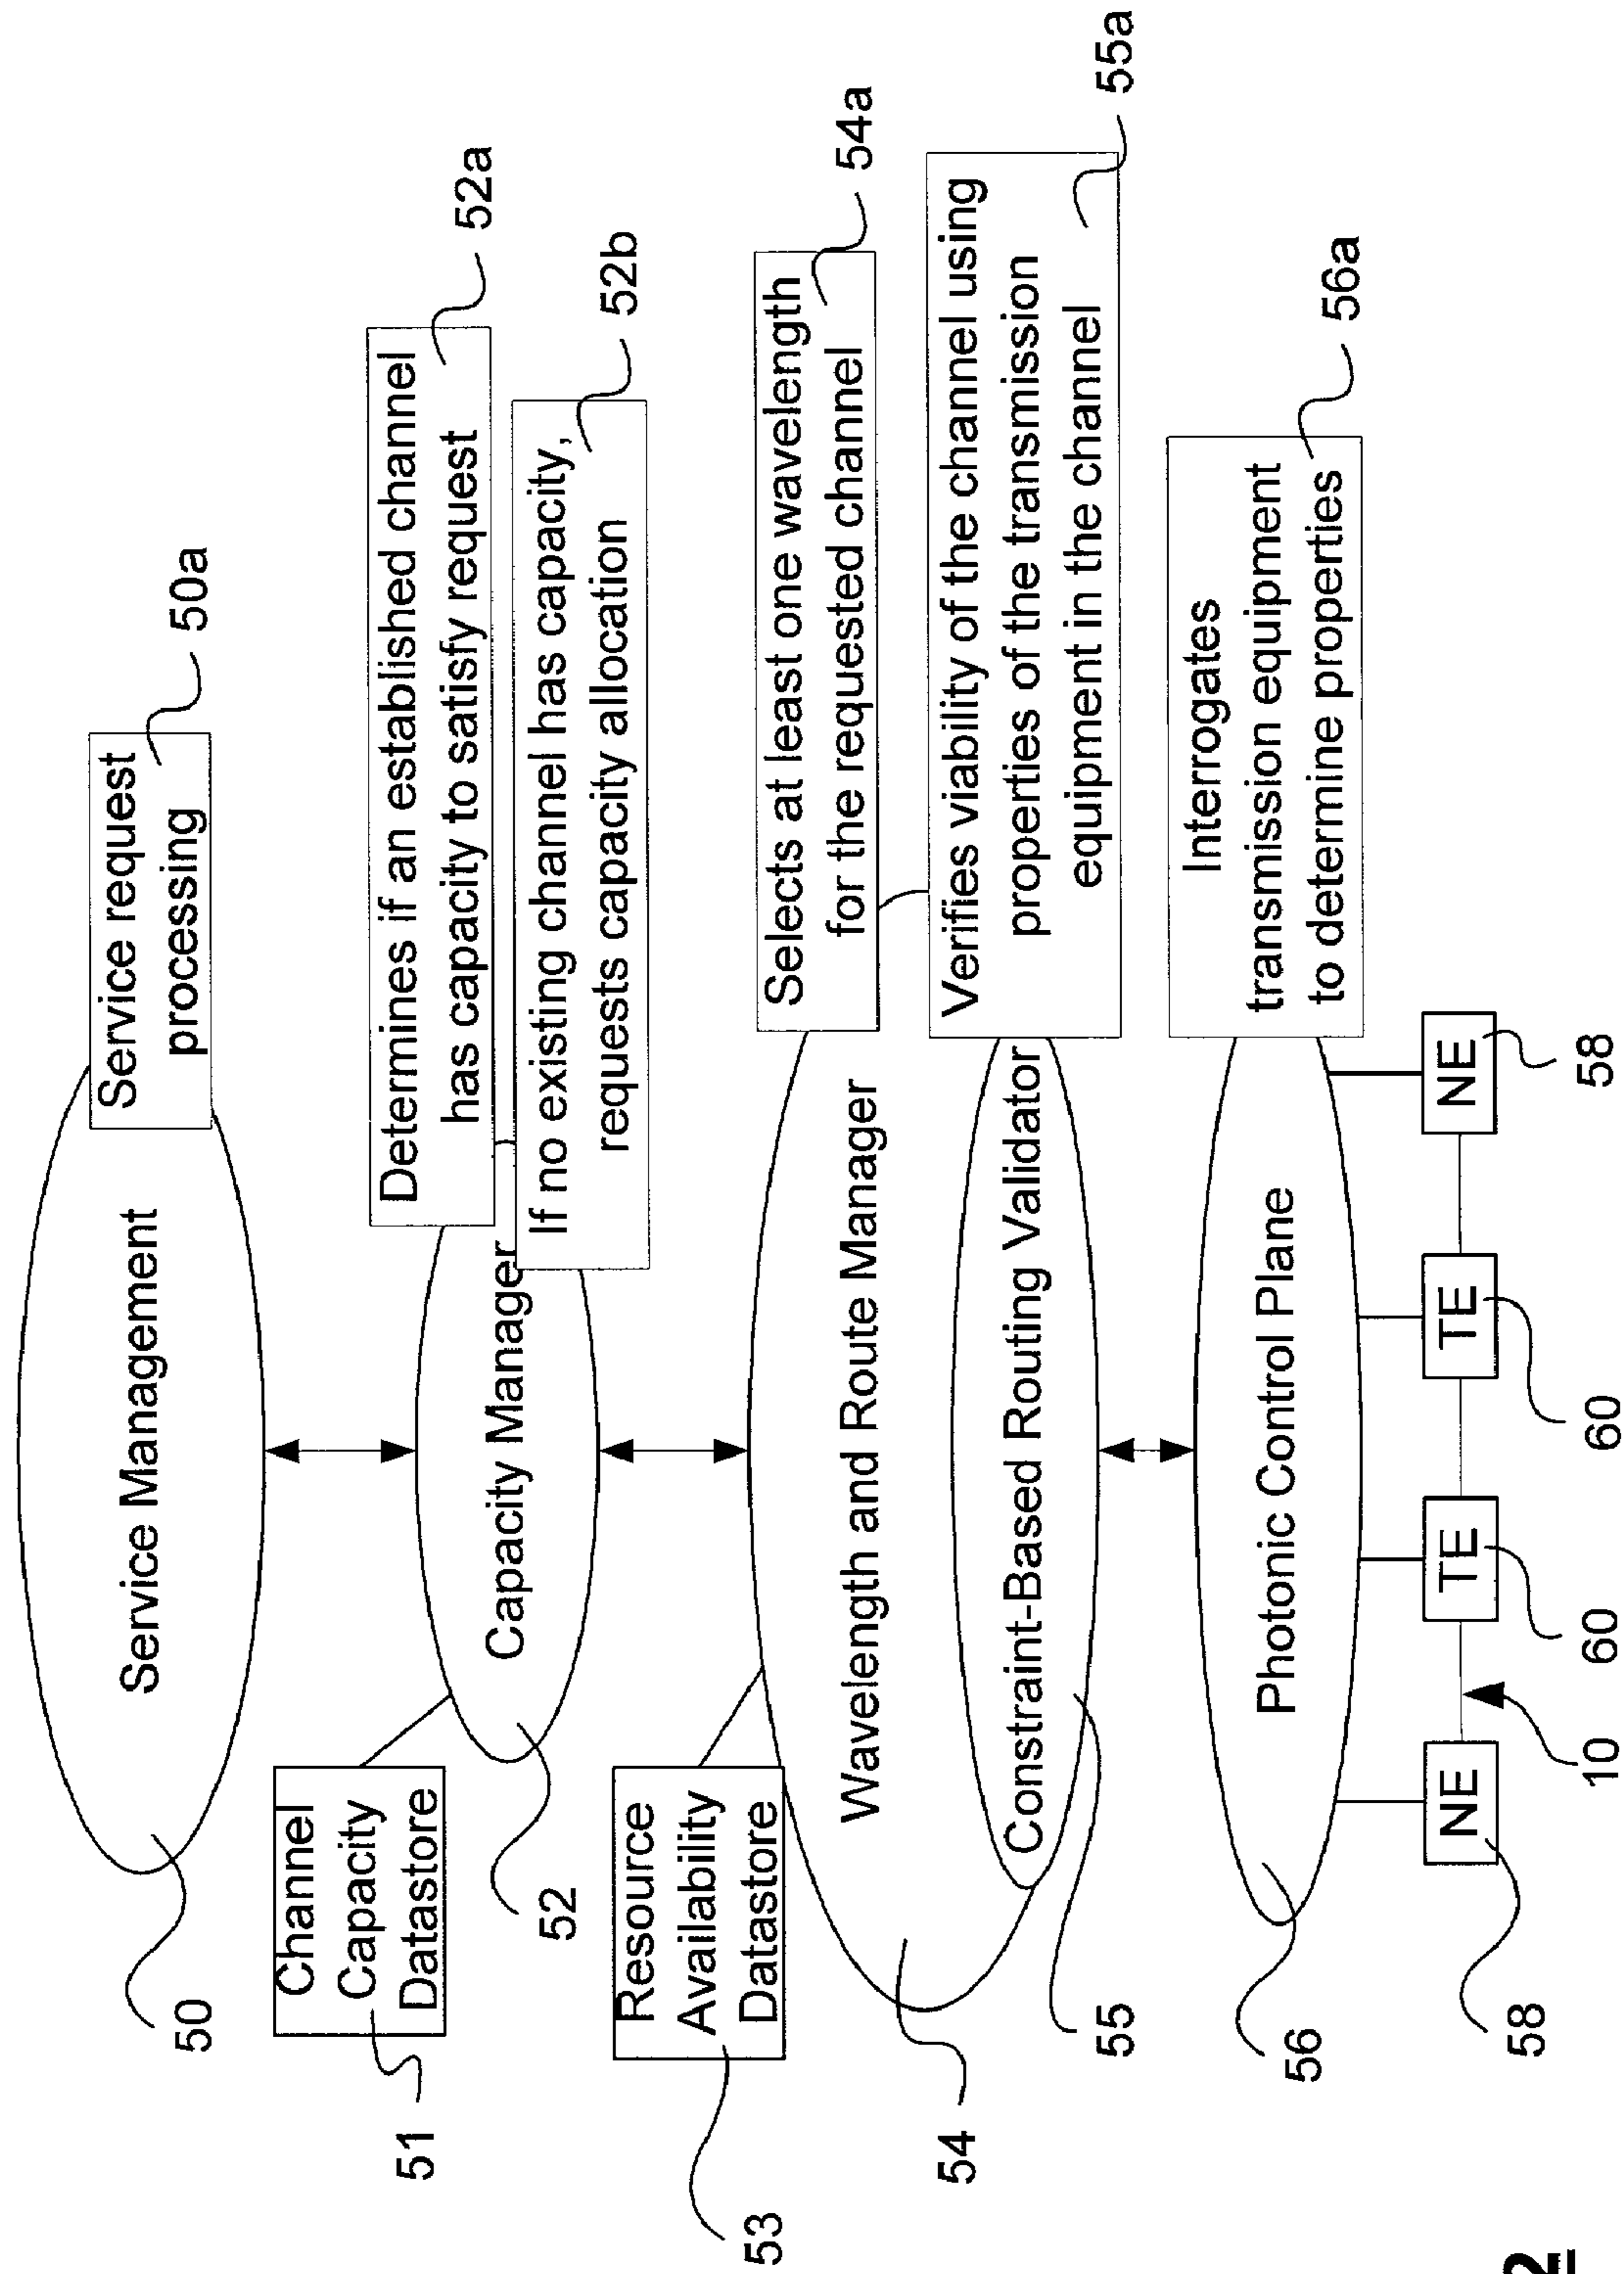 Service Management
50
Service request
processing
50a
Channel
Capacity
Datastore
51
Capacity Manager
52
Determines if an established channel
has capacity to satisfy request
52a
If no existing channel has capacity,
requests capacity allocation
52b
Resource
Availability
Datastore
53
Wavelength and Route Manager
54
Selects at least one wavelength
for the requested channel
54a
Constraint-Based Routing Validator
55
Verifies viability of the channel using
properties of the transmission
equipment in the channel
55a
Photonic Control Plane
56
Interrogates
transmission equipment
to determine properties
56a
NE
TE
TE
NE
58
10
60
60
58
2